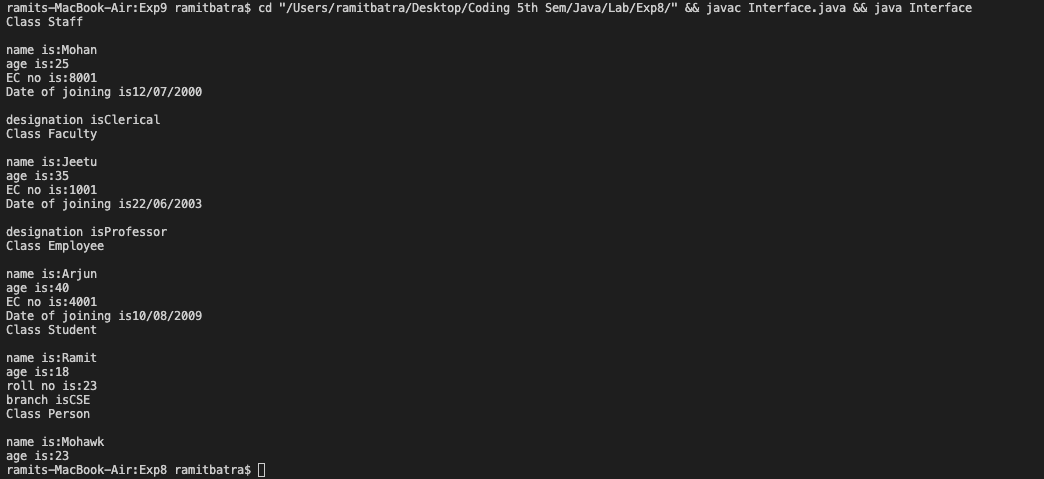 ramits-MacBook-Air:Exp9 ramitbatra$ cd "/Users/ramitbatra/Desktop/Coding 5th Sem/Java/Lab/Exp8/" && javac Interface.java && java Interface
Class Staff
name is:Mohan
age is:25
EC no is:8001
Date of joining is12/07/2000
designation isClerical
Class Faculty
name is:Jeetu
age is:35
EC no is:1001
Date of joining is22/06/2003
designation isProfessor
Class Employee
name is:Arjun
age is:40
EC no is:4001
Date of joining is10/08/2009
Class Student
name is:Ramit
age is:18
roll no is:23
branch isCSE
Class Person
name is:Mohawk
age is:23
ramits-MacBook-Air:Exp8 ramitbatra$